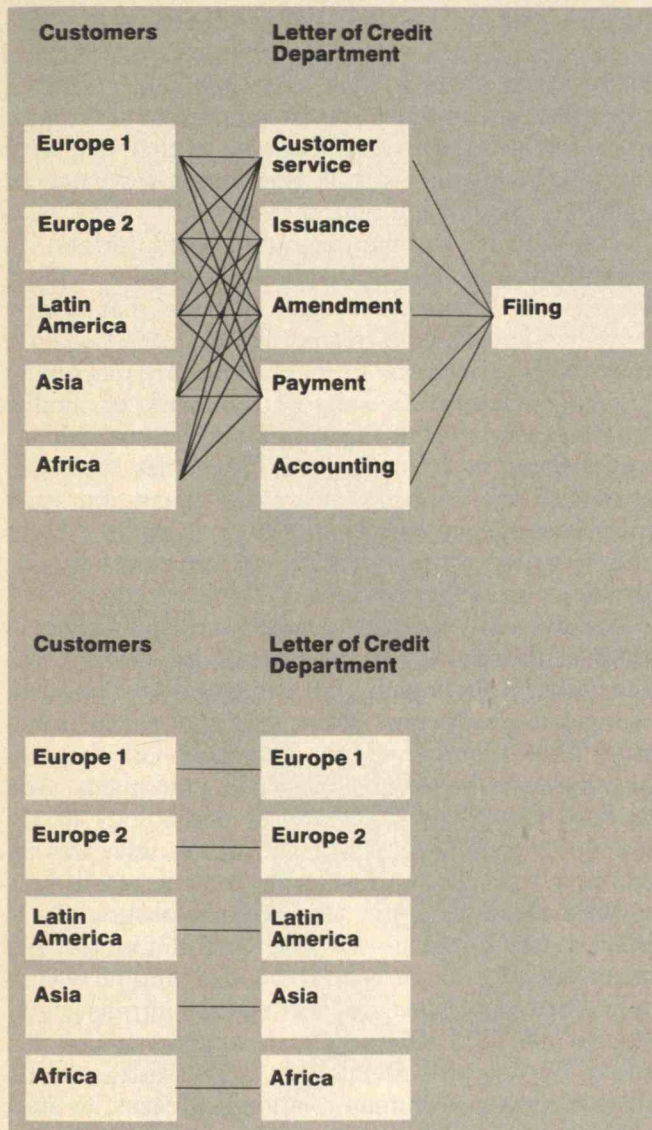 Customers
Letter of Credit
Department
Europe 1
Customer
service
Europe 2
Issuance
Latin
America
Amendment
Filing
Asia
Payment
Africa
Accounting
Customers
Letter of Credit
Department
Europe 1
Europe 1
Europe 2
Europe 2
Latin
America
Latin
America
Asia
Asia
Africa
Africa